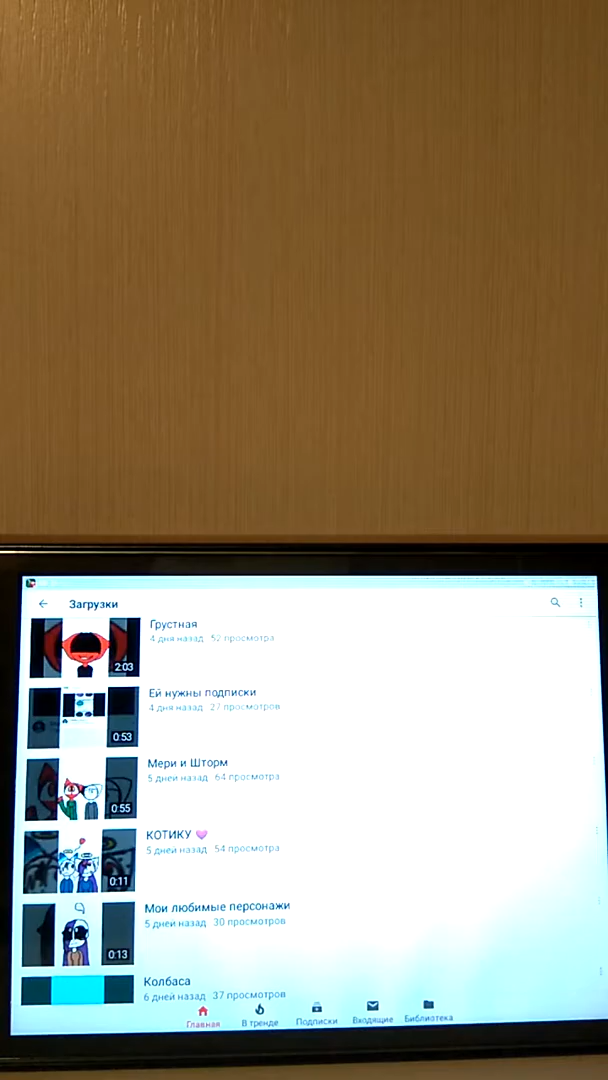 Загрузки
Грустная
4 дня назад 52 просмотра
2:03
Ей нужны подписки
4 дня назад 27 просмотров
0:53
Мери и Шторм
5 дней назад 64 просмотра
0:55
КОТИКУ 💗
5 дней назад 54 просмотра
0:11
Мои любимые персонажи
5 дней назад 30 просмотров
0:13
Колбаса
6 дней назад 37 просмотров
Главная В тренде Подписки Входящие Библиотека